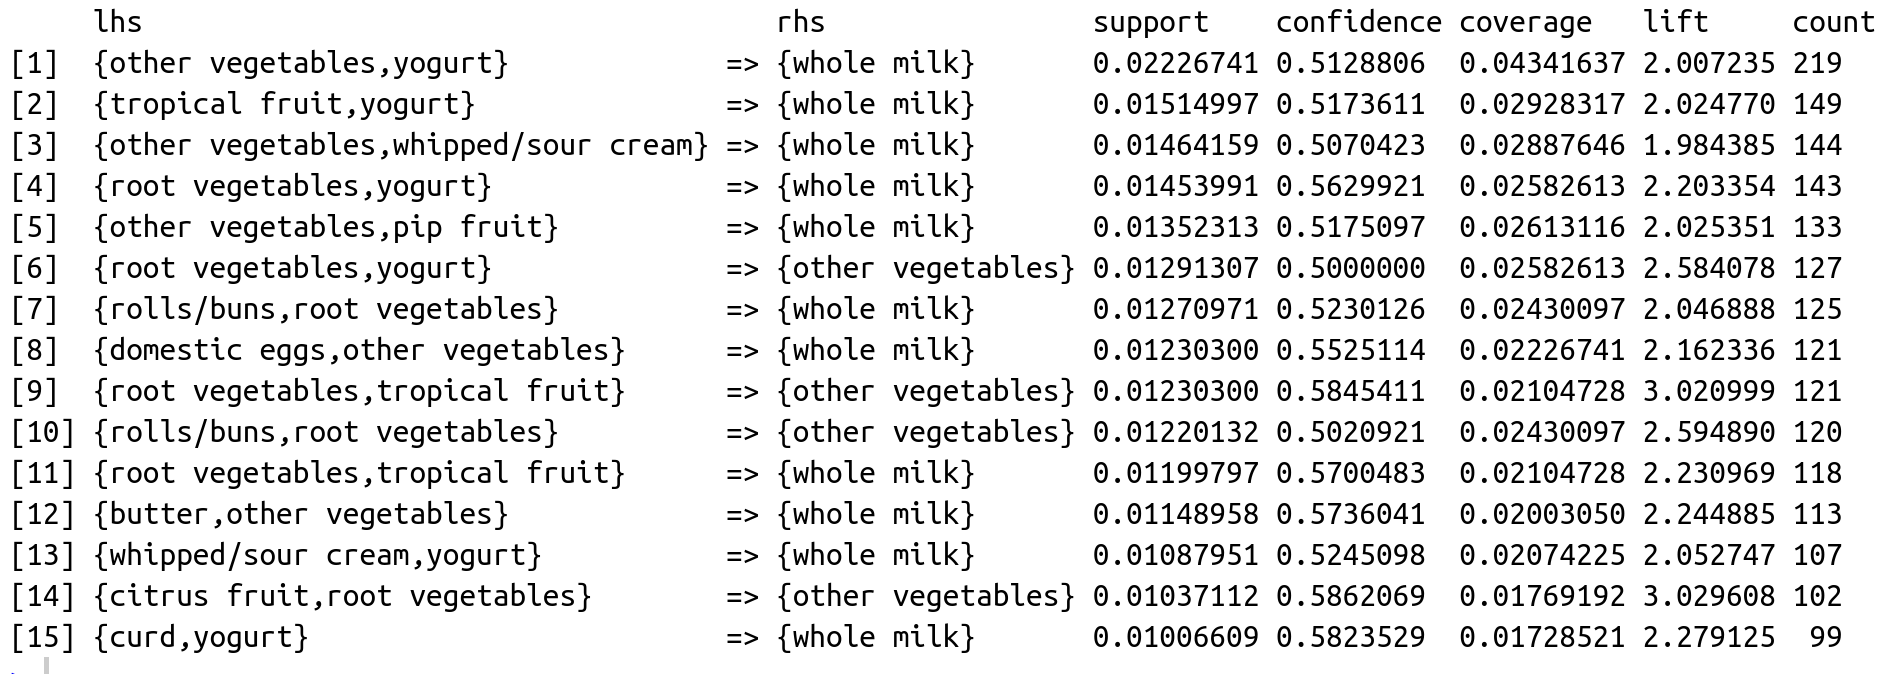 lhs                                      rhs                support    confidence coverage   lift     count
[1]  {other vegetables,yogurt}             => {whole milk}       0.02226741 0.5128806  0.04341637 2.007235 219
[2]  {tropical fruit,yogurt}               => {whole milk}       0.01514997 0.5173611  0.02928317 2.024770 149
[3]  {other vegetables,whipped/sour cream} => {whole milk}       0.01464159 0.5070423  0.02887646 1.984385 144
[4]  {root vegetables,yogurt}              => {whole milk}       0.01453991 0.5629921  0.02582613 2.203354 143
[5]  {other vegetables,pip fruit}          => {whole milk}       0.01352313 0.5175097  0.02613116 2.025351 133
[6]  {root vegetables,yogurt}              => {other vegetables} 0.01291307 0.5000000  0.02582613 2.584078 127
[7]  {rolls/buns,root vegetables}          => {whole milk}       0.01270971 0.5230126  0.02430097 2.046888 125
[8]  {domestic eggs,other vegetables}      => {whole milk}       0.01230300 0.5525114  0.02226741 2.162336 121
[9]  {root vegetables,tropical fruit}      => {other vegetables} 0.01230300 0.5845411  0.02104728 3.020999 121
[10] {rolls/buns,root vegetables}          => {other vegetables} 0.01220132 0.5020921  0.02430097 2.594890 120
[11] {root vegetables,tropical fruit}      => {whole milk}       0.01199797 0.5700483  0.02104728 2.230969 118
[12] {butter,other vegetables}             => {whole milk}       0.01148958 0.5736041  0.02003050 2.244885 113
[13] {whipped/sour cream,yogurt}           => {whole milk}       0.01087951 0.5245098  0.02074225 2.052747 107
[14] {citrus fruit,root vegetables}        => {other vegetables} 0.01037112 0.5862069  0.01769192 3.029608 102
[15] {curd,yogurt}                         => {whole milk}       0.01006609 0.5823529  0.01728521 2.279125  99